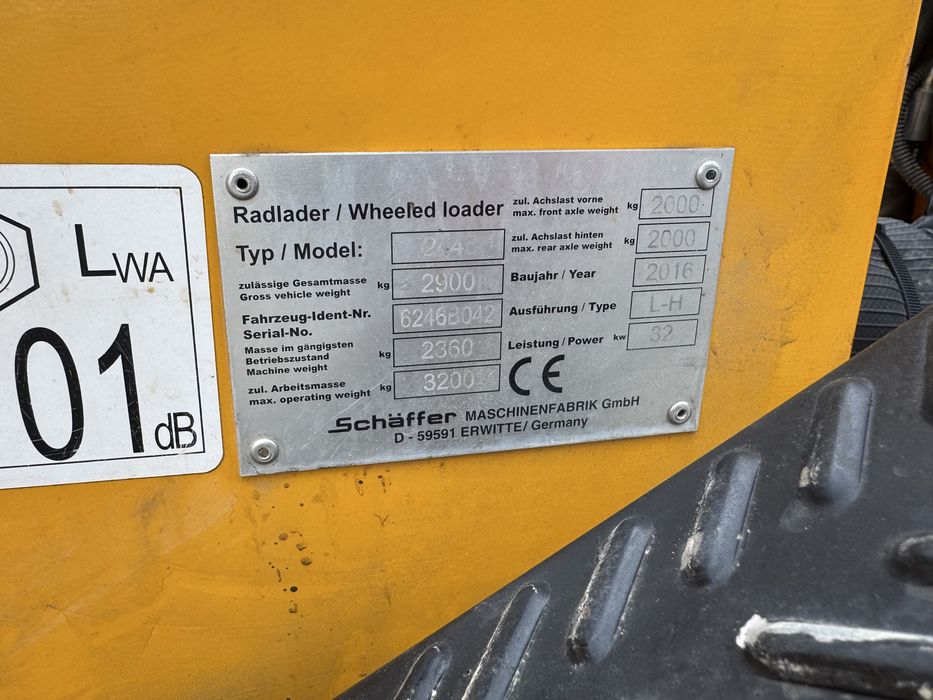 LWA
01
dB
Radlader / Wheeled loader
Typ / Model:
zulässige Gesamtmasse kg 2900
Gross vehicle weight
Fahrzeug-Ident-Nr. 6246B042
Serial-No.
Masse im gängigsten
Betriebszustand kg 2360
Machine weight
zul. Arbeitsmasse kg 3200
max. operating weight
zul. Achslast vorne kg 2000
max. front axle weight
zul. Achslast hinten kg 2000
max. rear axle weight
Baujahr / Year 2016
Ausführung / Type L-H
Leistung / Power kw 32
CE
Schäffer MASCHINENFABRIK GmbH
D - 59591 ERWITTE/ Germany